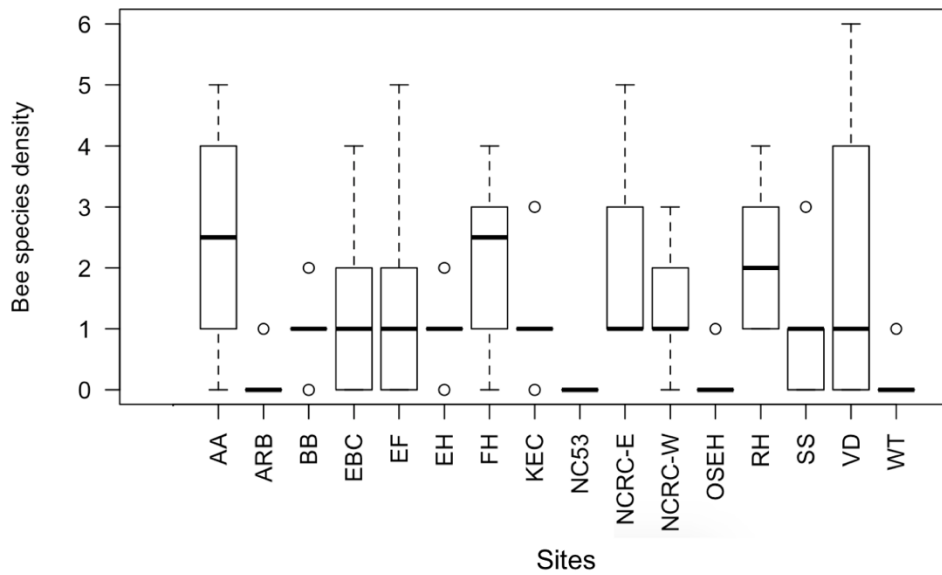 Bee species density
6
5
4
3
2
1
0
AA
ARB
BB
EBC
EF
EH
FH
KEC
NC53
NCRC-E
NCRC-W
OSEH
RH
SS
VD
WT
Sites